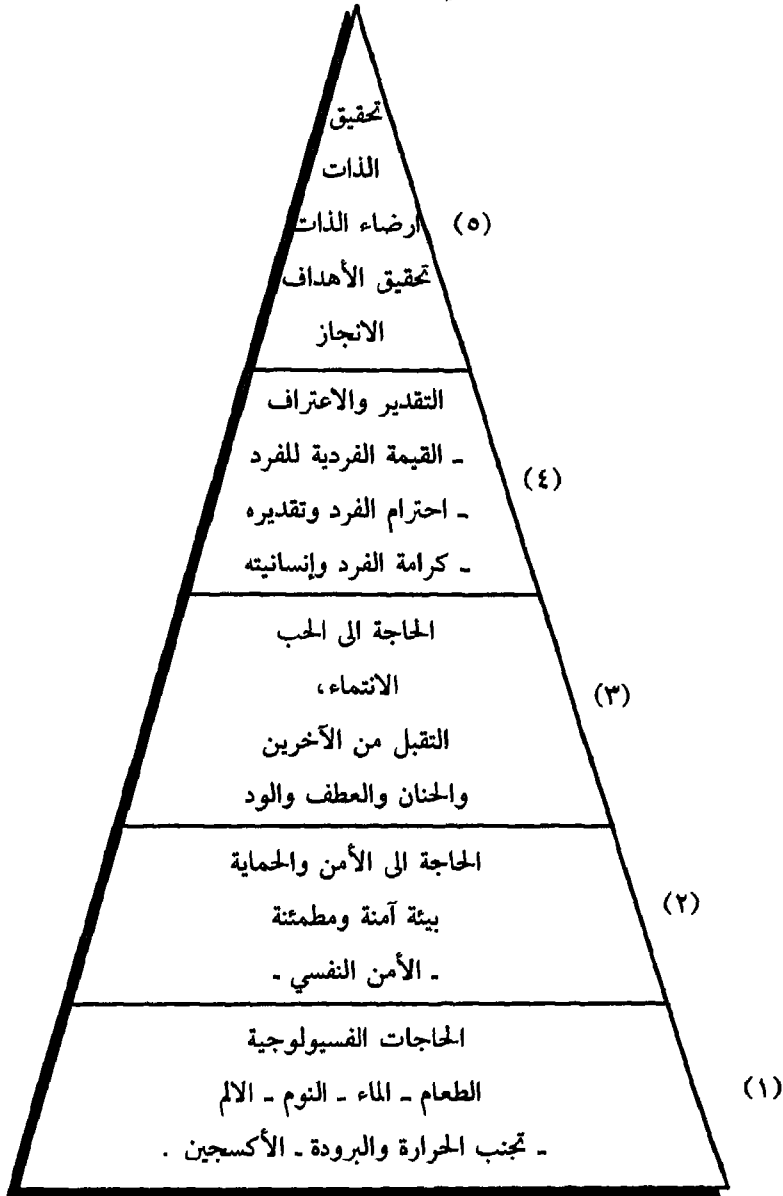 تحقيق
الذات
ارضاء الذات (٥)
تحقيق الأهداف
الانجاز
التقدير والاعتراف
ـ القيمة الفردية للفرد
(٤)
ـ احترام الفرد وتقديره
ـ كرامة الفرد وإنسانيته
الحاجة الى الحب
الانتماء، (٣)
التقبل من الآخرين
والحنان والعطف والود
الحاجة الى الأمن والحماية
بيئة آمنة ومطمئنة (٢)
ـ الأمن النفسي ـ
الحاجات الفسيولوجية
الطعام ـ الماء ـ النوم ـ الالم (١)
ـ تجنب الحرارة والبرودة ـ الأكسجين .